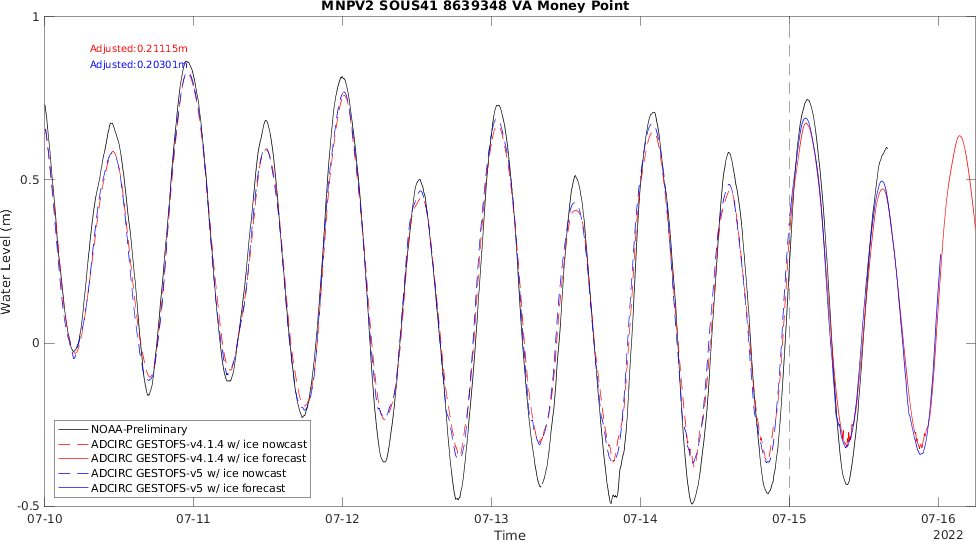 MNPV2 SOUS41 8639348 VA Money Point
Adjusted:0.21115m
Adjusted:0.20301m
1
0.5
0
-0.5
Water Level (m)
NOAA-Preliminary
ADCIRC GESTOFS-v4.1.4 w/ ice nowcast
ADCIRC GESTOFS-v4.1.4 w/ ice forecast
ADCIRC GESTOFS-v5 w/ ice nowcast
ADCIRC GESTOFS-v5 w/ ice forecast
07-10 07-11 07-12 07-13 07-14 07-15 07-16
Time
2022